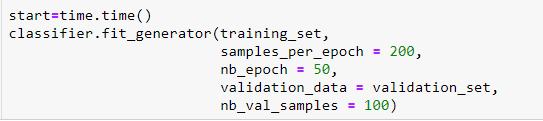 start=time.time()
classifier.fit_generator(training_set,
samples_per_epoch = 200,
nb_epoch = 50,
validation_data = validation_set,
nb_val_samples = 100)